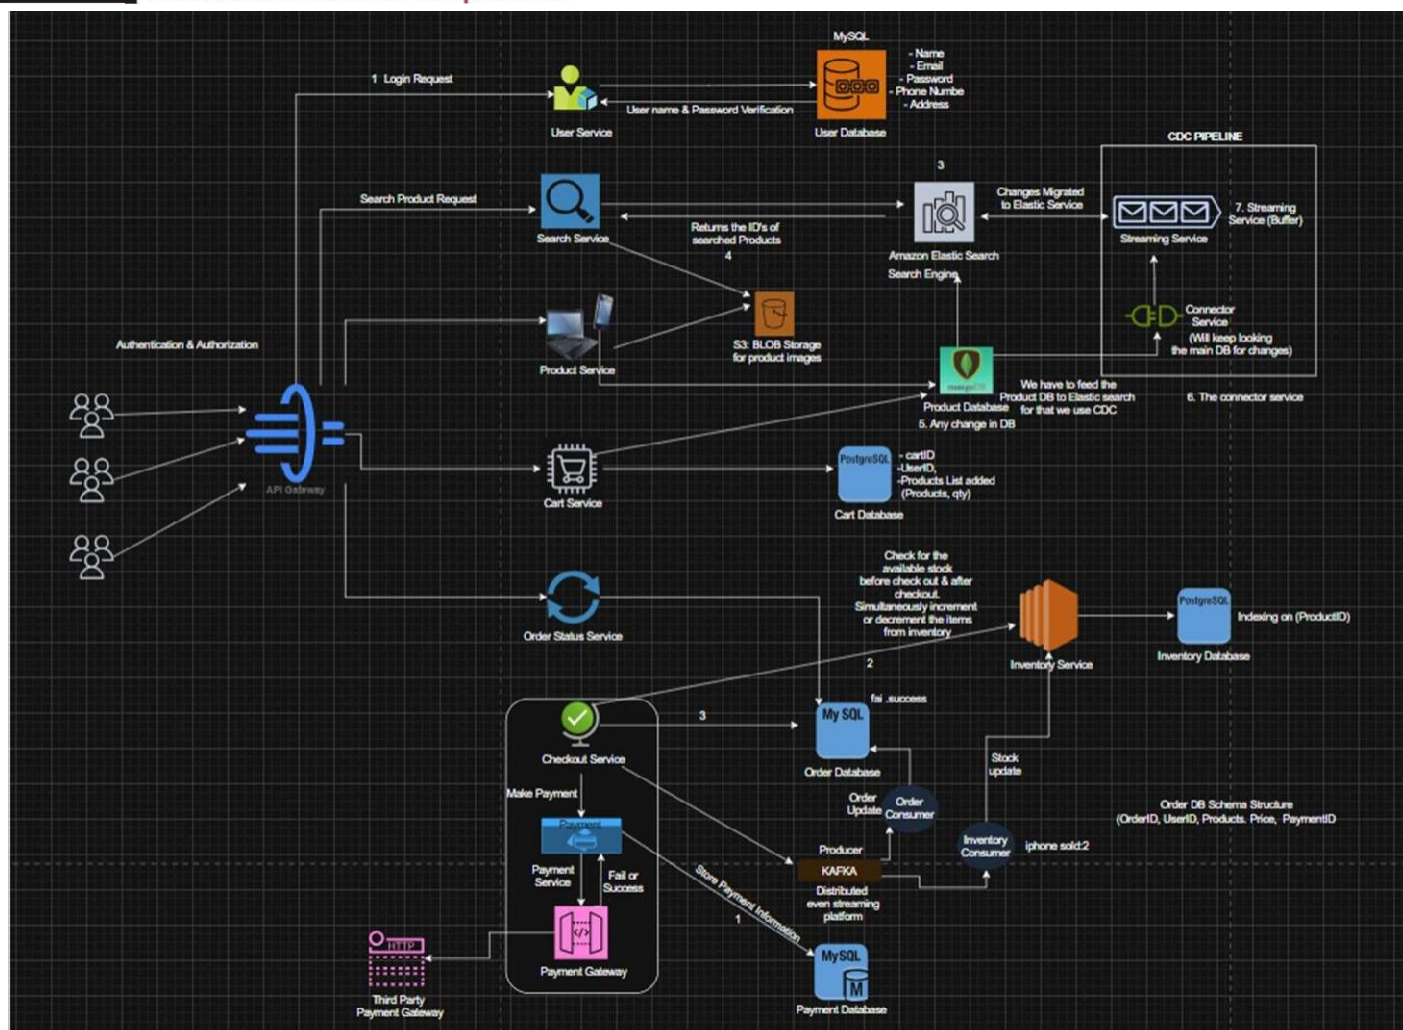 MySQL
- Name
- Email
- Password
- Phone Numbe
- Address
1 Login Request
User name & Password Verification
User Service
User Database
CDC PIPELINE
3
Search Product Request
Changes Migrated
to Elastic Service
7. Streaming
Service (Buffer)
Returns the ID's of
searched Products
4
Search Service
Streaming Service
Amazon Elastic Search
Search Engine
Connector
Service
(Will keep looking
the main DB for changes)
S3: BLOB Storage
for product images
Authentication & Authorization
Product Service
mongoDB
We have to feed the
Product DB to Elastic search
for that we use CDC
Product Database
5. Any change in DB
6. The connector service
API Gateway
PostgreSQL
- cartID
-UserID,
-Products List added
(Products, qty)
Cart Service
Cart Database
Check for the
available stock
before check out & after
checkout.
Simultaneously increment
or decrement the items
from inventory
PostgreSQL
Indexing on (ProductID)
Order Status Service
Inventory Service
Inventory Database
2
fai .success
3
My SQL
Checkout Service
Order Database
Stock
update
Make Payment
Order
Update
Order
Consumer
Order DB Schema Structure
(OrderID, UserID, Products. Price, PaymentID
Payment
Inventory
Consumer
iphone sold:2
Producer
KAFKA
Distributed
even streaming
platform
Payment
Service
Fail or
Success
Store Payment Information
1
HTTP
MySQL
M
Payment Gateway
Third Party
Payment Gateway
Payment Database